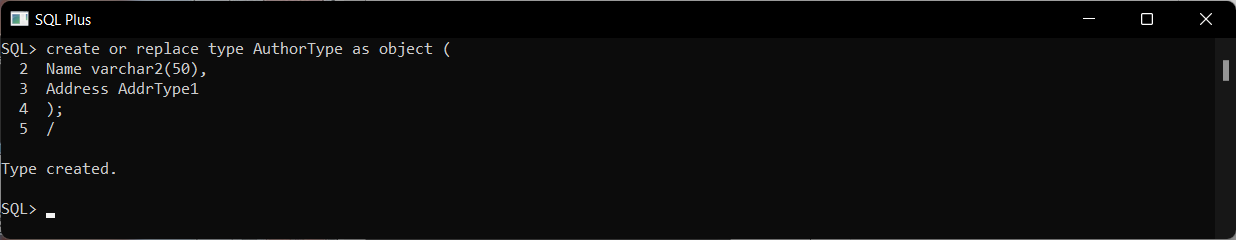 SQL Plus
SQL> create or replace type AuthorType as object (
  2  Name varchar2(50),
  3  Address AddrType1
  4  );
  5  /
Type created.
SQL>